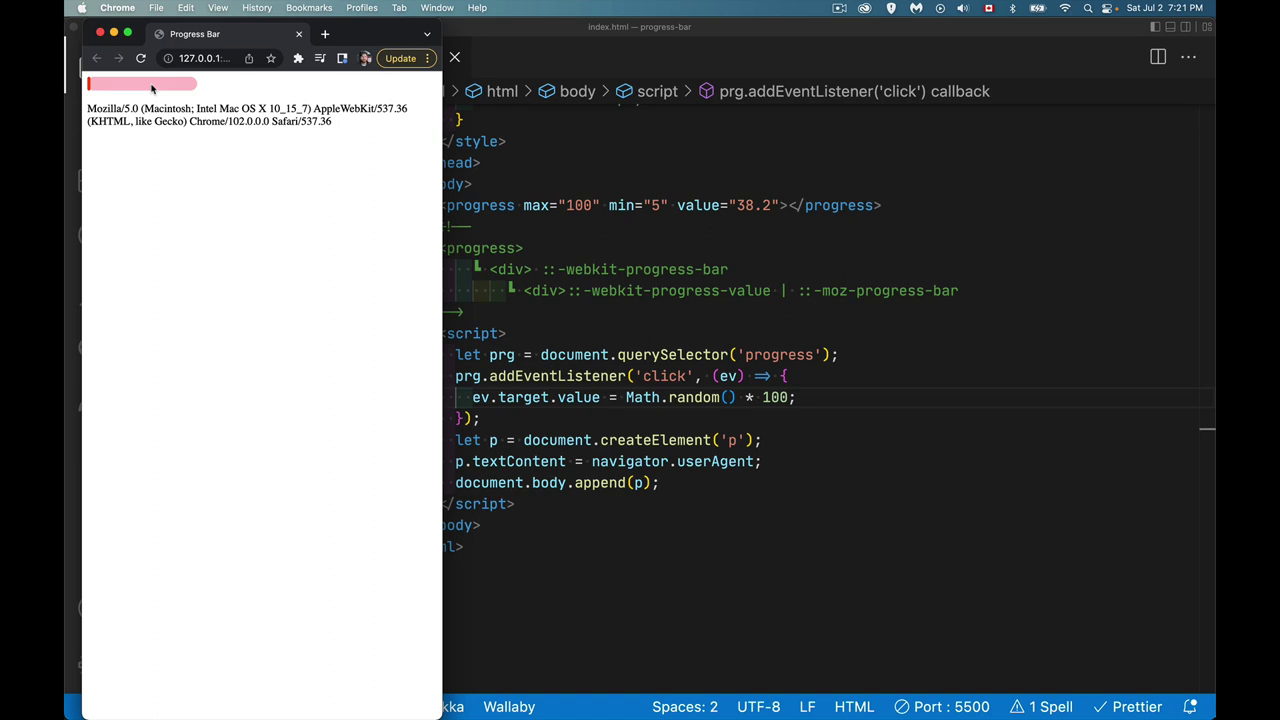 Chrome File Edit View History Bookmarks Profiles Tab Window Help Sat Jul 2 7:21 PM
index.html — progress-bar
Progress Bar
127.0.0.1:... Update
html body script prg.addEventListener('click') callback
Mozilla/5.0 (Macintosh; Intel Mac OS X 10_15_7) AppleWebKit/537.36
(KHTML, like Gecko) Chrome/102.0.0.0 Safari/537.36
}
/style>
ead>
ody>
progress max="100" min="5" value="38.2"></progress>
!--
progress>
┗ <div> ::-webkit-progress-bar
┗ <div>::-webkit-progress-value | ::-moz-progress-bar
-->
script>
let prg = document.querySelector('progress');
prg.addEventListener('click', (ev) => {
ev.target.value = Math.random() * 100;
});
let p = document.createElement('p');
p.textContent = navigator.userAgent;
document.body.append(p);
/script>
ody>
ml>
kka Wallaby Spaces: 2 UTF-8 LF HTML Port : 5500 1 Spell Prettier